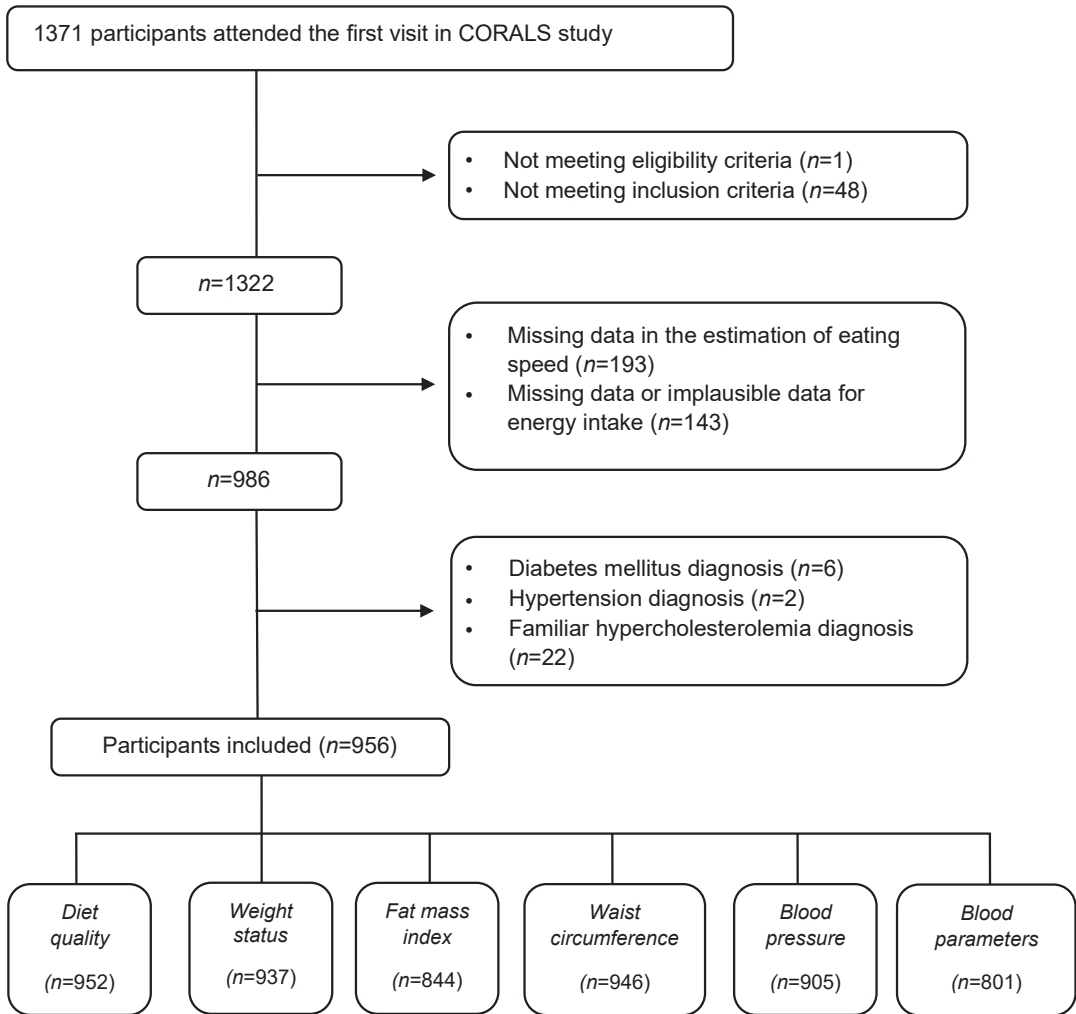 1371 participants attended the first visit in CORALS study
• Not meeting eligibility criteria (n=1)
• Not meeting inclusion criteria (n=48)
n=1322
• Missing data in the estimation of eating
speed (n=193)
• Missing data or implausible data for
energy intake (n=143)
n=986
• Diabetes mellitus diagnosis (n=6)
• Hypertension diagnosis (n=2)
• Familiar hypercholesterolemia diagnosis
(n=22)
Participants included (n=956)
Diet
quality
(n=952)
Weight
status
(n=937)
Fat mass
index
(n=844)
Waist
circumference
(n=946)
Blood
pressure
(n=905)
Blood
parameters
(n=801)